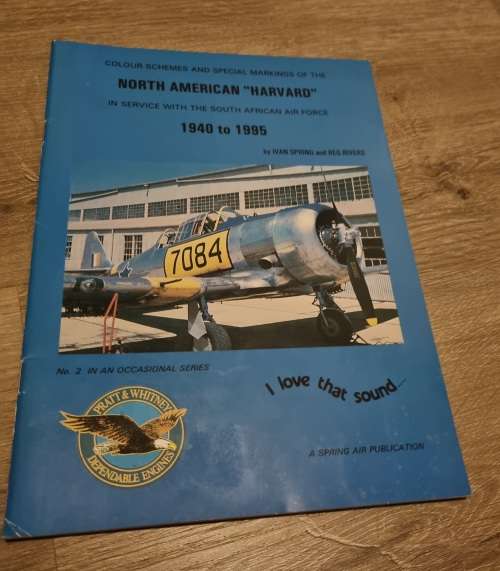 COLOUR SCHEMES AND SPECIAL MARKINGS OF THE
NORTH AMERICAN "HARVARD"
IN SERVICE WITH THE SOUTH AFRICAN AIR FORCE
1940 to 1995
by IVAN SPRING and REG RIVERS
7084
No. 2 IN AN OCCASIONAL SERIES
I love that sound...
PRATT & WHITNEY
DEPENDABLE ENGINES
A SPRING AIR PUBLICATION